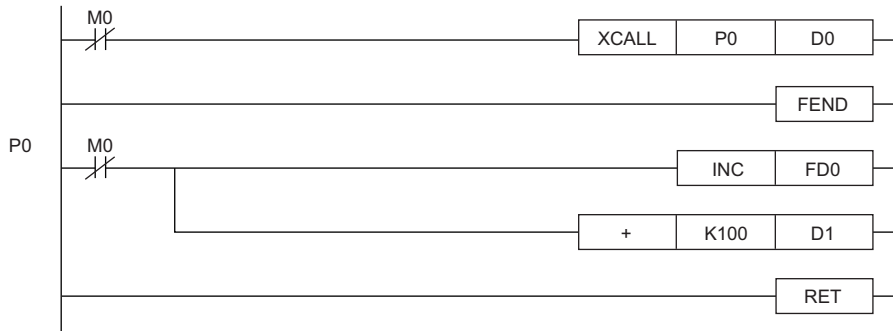 M0
XCALL P0 D0
FEND
P0 M0
INC FD0
+ K100 D1
RET